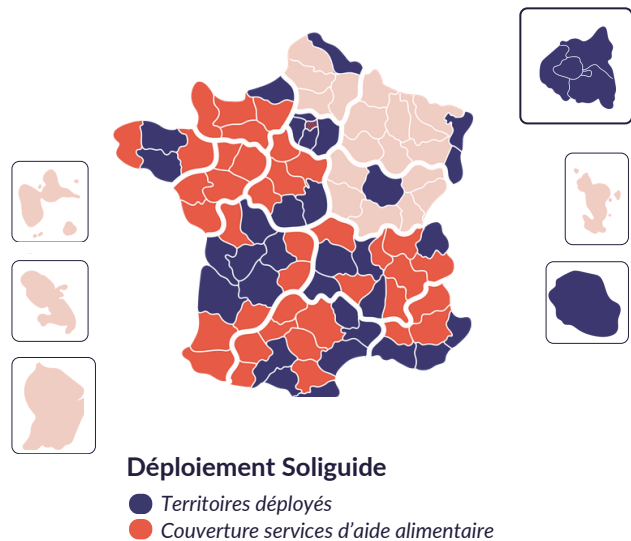 Déploiement Soliguide
Territoires déployés
Couverture services d'aide alimentaire